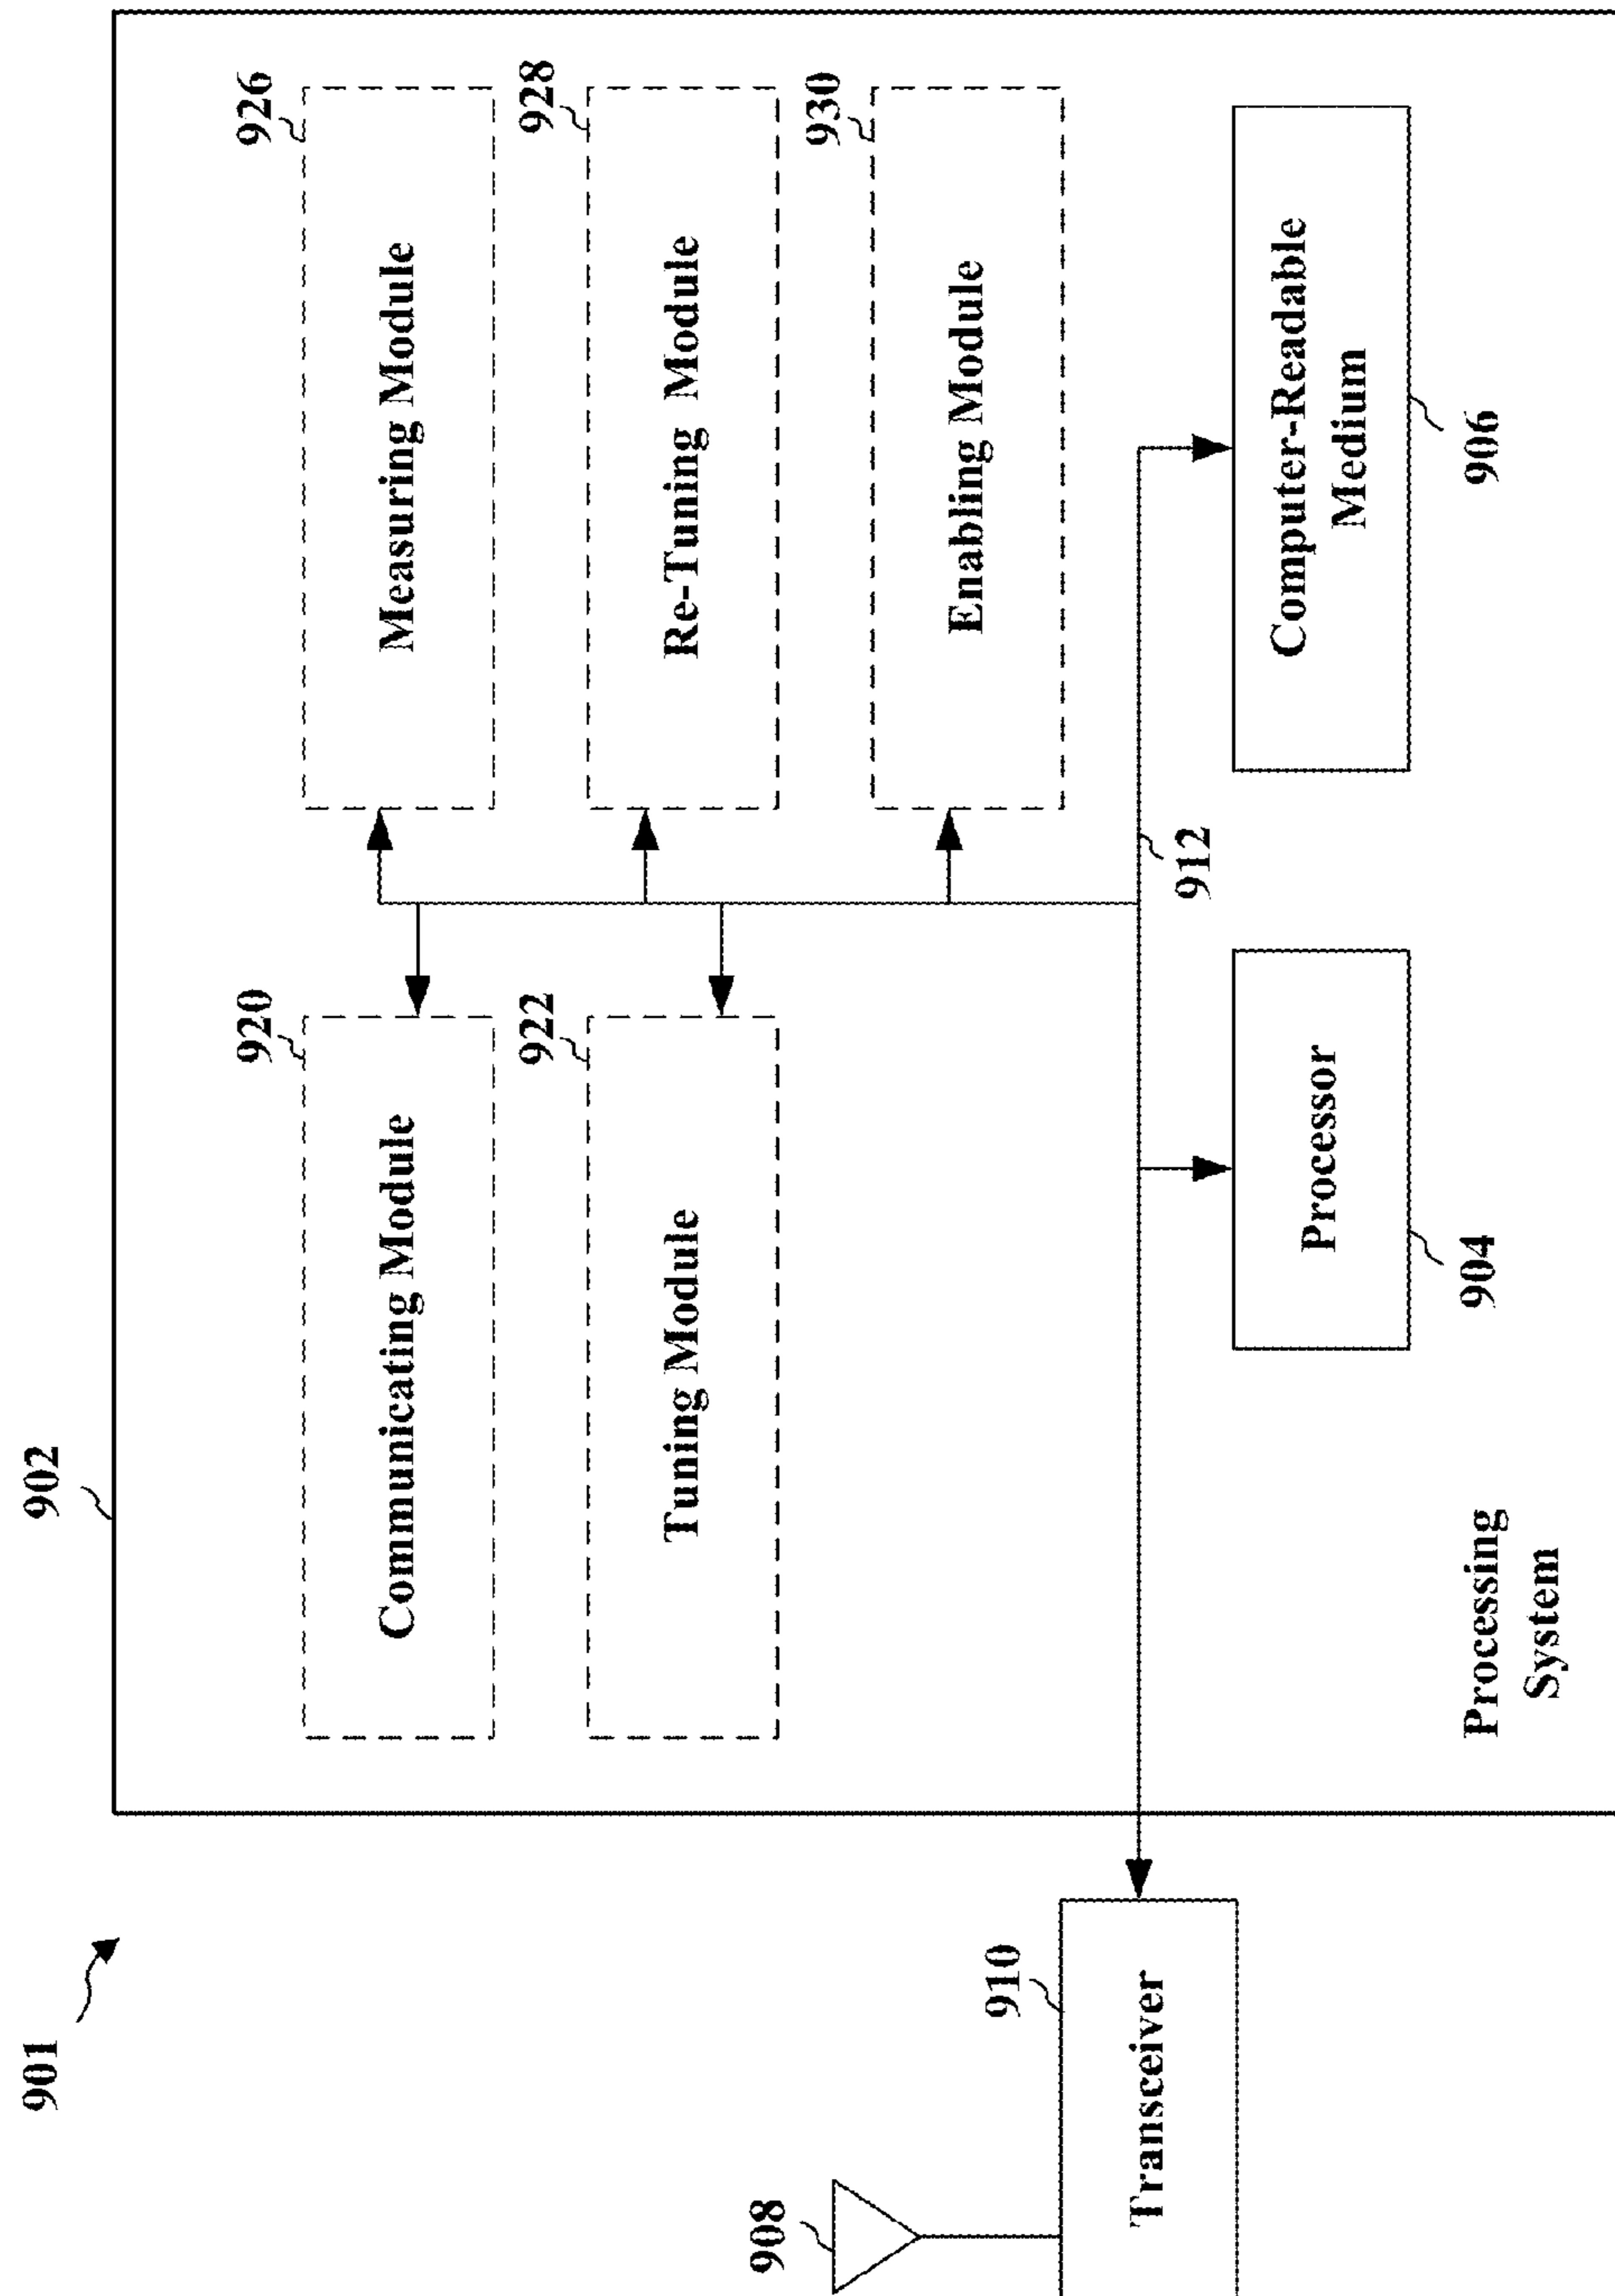 901
902
920
Communicating Module
926
Measuring Module
922
Tuning Module
928
Re-Tuning Module
930
Enabling Module
908
910
Transceiver
912
Processor
904
Computer-Readable
Medium
906
Processing
System